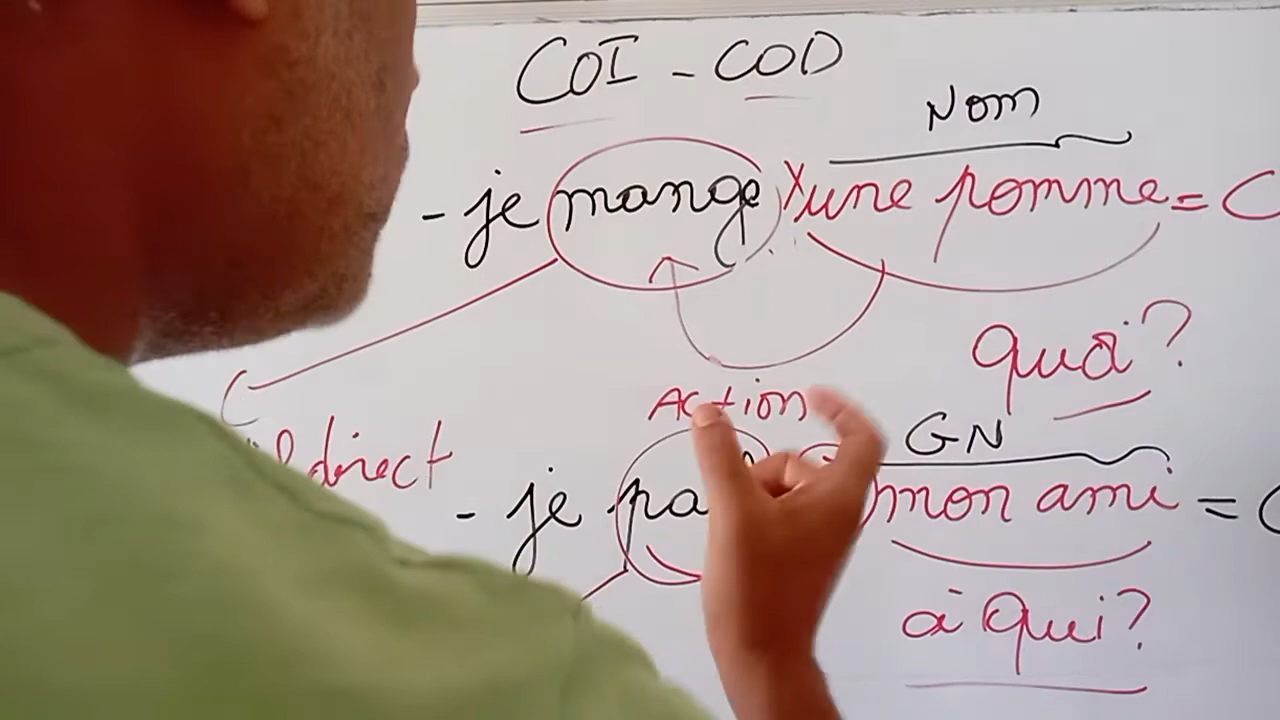 COI - COD
Nom
- je mange x une pomme = C
quoi ?
Action
GN
direct
- je mon ami =
à qui ?